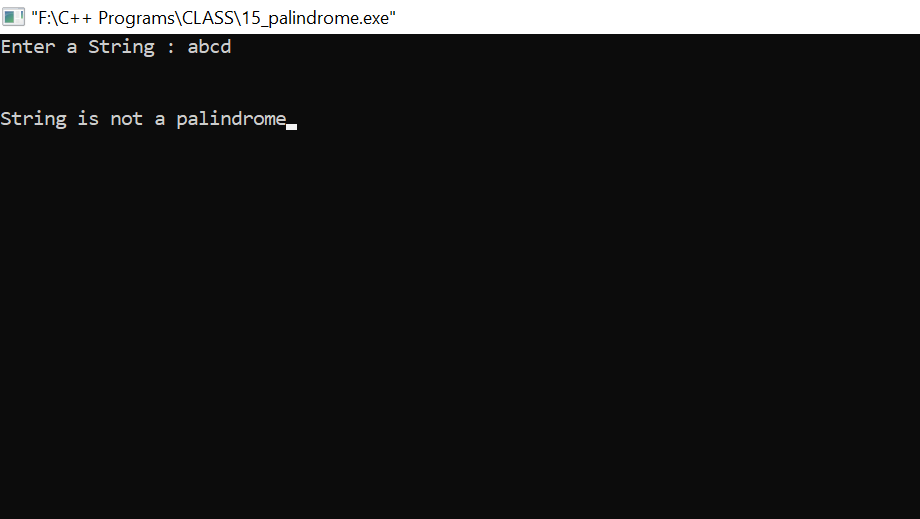 "F:\C++ Programs\CLASS\15_palindrome.exe"
Enter a String : abcd
String is not a palindrome